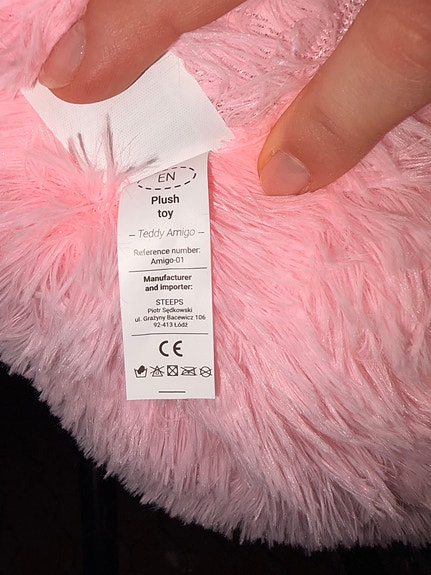 EN
Plush
toy
– Teddy Amigo –
Reference number:
Amigo-01
Manufacturer
and importer:
STEEPS
Piotr Sędkowski
ul. Grażyny Bacewicz 106
92-413 Łódź
CE